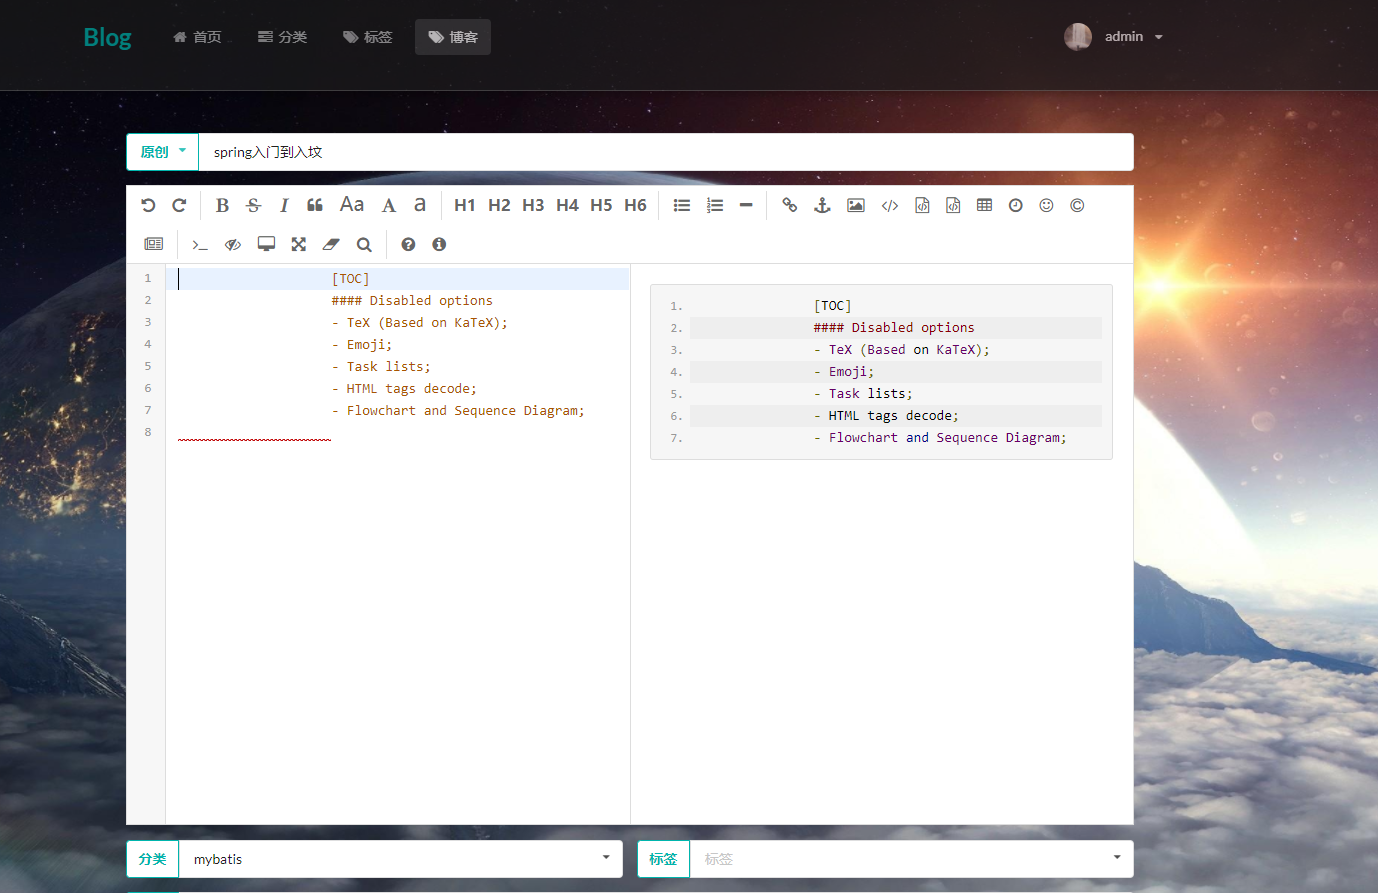 Blog 首页 分类 标签 博客 admin
原创 spring入门到入坟
B S I Aa A a H1 H2 H3 H4 H5 H6
1 [TOC]
2 #### Disabled options
3 - TeX (Based on KaTeX);
4 - Emoji;
5 - Task lists;
6 - HTML tags decode;
7 - Flowchart and Sequence Diagram;
8
1. [TOC]
2. #### Disabled options
3. - TeX (Based on KaTeX);
4. - Emoji;
5. - Task lists;
6. - HTML tags decode;
7. - Flowchart and Sequence Diagram;
分类 mybatis 标签 标签